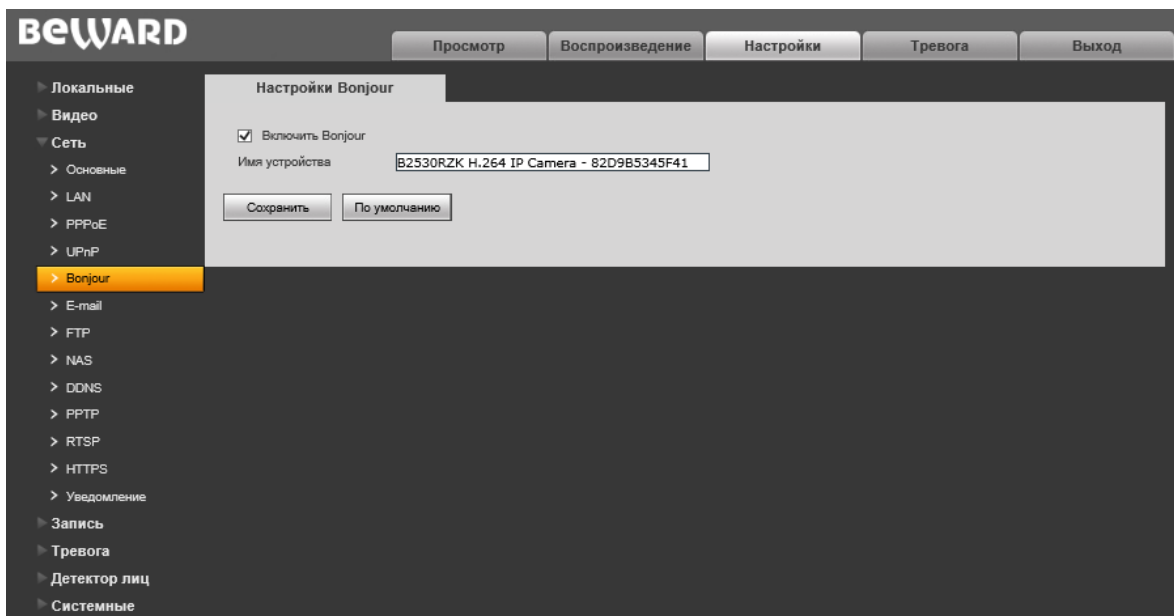 BEWARD
Просмотр Воспроизведение Настройки Тревога Выход
Локальные
Видео
Сеть
Основные
LAN
PPPoE
UPnP
Bonjour
E-mail
FTP
NAS
DDNS
PPTP
RTSP
HTTPS
Уведомление
Запись
Тревога
Детектор лиц
Системные
Настройки Bonjour
Включить Bonjour
Имя устройства B2530RZK H.264 IP Camera - 82D9B5345F41
Сохранить По умолчанию